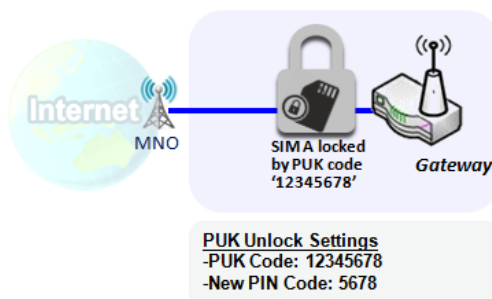 Internet
MNO
SIM A locked
by PUK code
'12345678'
Gateway
PUK Unlock Settings
-PUK Code: 12345678
-New PIN Code: 5678